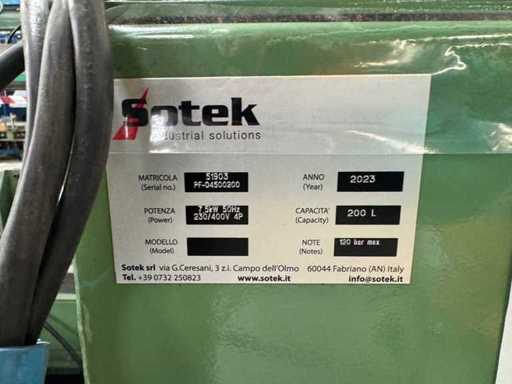 Sotek
industrial solutions
MATRICOLA 51903 ANNO 2023
(Serial no.) PF-04500200 (Year)
POTENZA 7.5kW 50Hz CAPACITA' 200 L
(Power) 230/400V 4P (Capacity)
MODELLO NOTE 120 bar max
(Model) (Notes)
Sotek srl via G.Ceresani, 3 z.i. Campo dell'Olmo 60044 Fabriano (AN) Italy
Tel. +39 0732 250823 www.sotek.it info@sotek.it